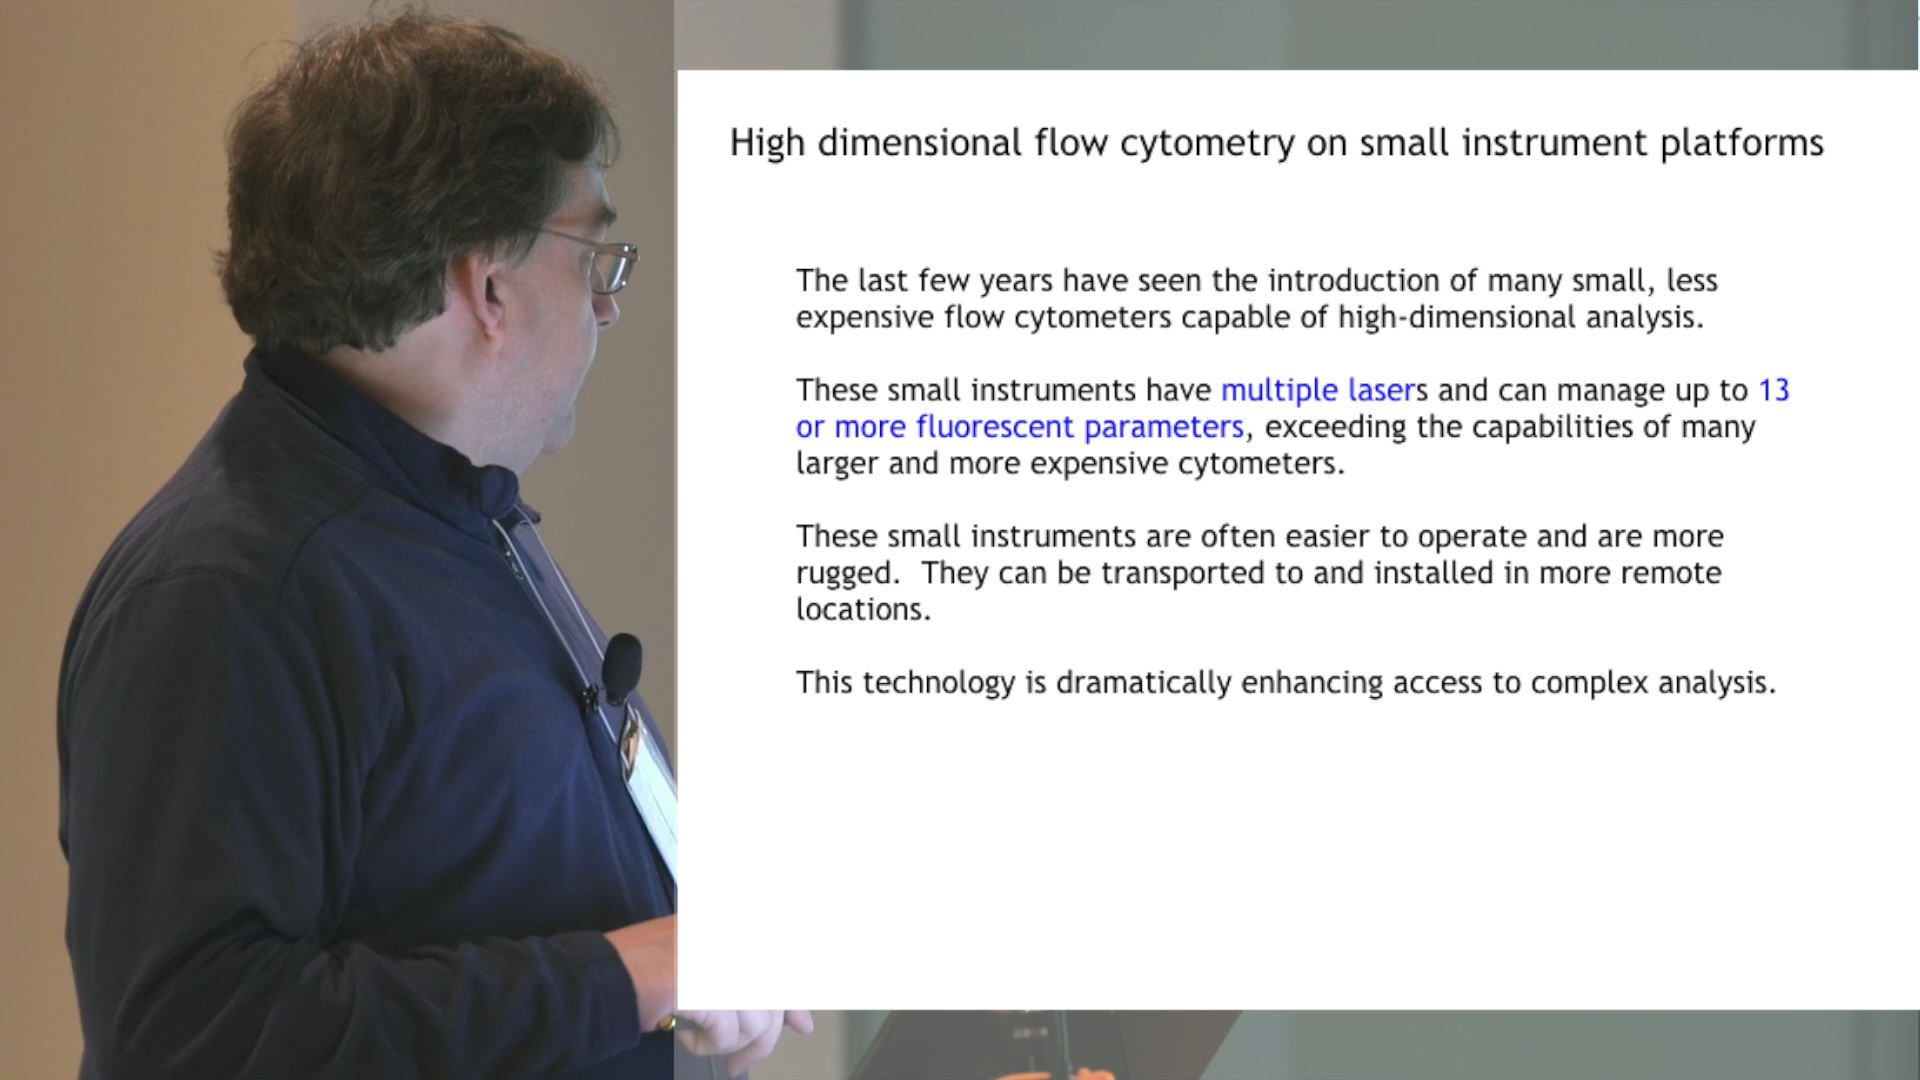 High dimensional flow cytometry on small instrument platforms
The last few years have seen the introduction of many small, less
expensive flow cytometers capable of high-dimensional analysis.
These small instruments have multiple lasers and can manage up to 13
or more fluorescent parameters, exceeding the capabilities of many
larger and more expensive cytometers.
These small instruments are often easier to operate and are more
rugged.  They can be transported to and installed in more remote
locations.
This technology is dramatically enhancing access to complex analysis.